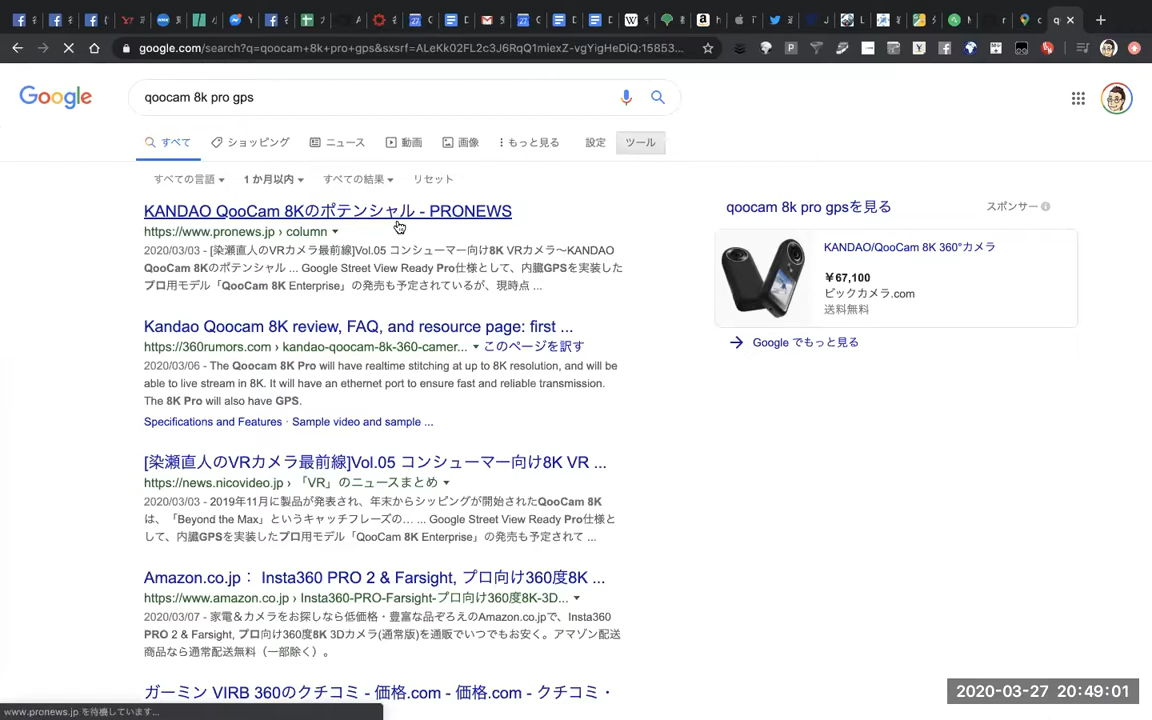 google.com/search?q=qoocam+8k+pro+gps&sxsrf=ALeKk02FL2c3J6RqQ1miexZ-vgYigHeDiQ:15853...
Google
qoocam 8k pro gps
すべて ショッピング ニュース 動画 画像 もっと見る 設定 ツール
すべての言語 1 か月以内 すべての結果 リセット
KANDAO QooCam 8Kのポテンシャル - PRONEWS
https://www.pronews.jp › column
2020/03/03 - [染瀬直人のVRカメラ最前線]Vol.05 コンシューマー向け8K VRカメラ〜KANDAO
QooCam 8Kのポテンシャル ... Google Street View Ready Pro仕様として、内臓GPSを実装した
プロ用モデル「QooCam 8K Enterprise」の発売も予定されているが、現時点 ...
Kandao Qoocam 8K review, FAQ, and resource page: first ...
https://360rumors.com › kandao-qoocam-8k-360-camer... このページを訳す
2020/03/06 - The Qoocam 8K Pro will have realtime stitching at up to 8K resolution, and will be
able to live stream in 8K. It will have an ethernet port to ensure fast and reliable transmission.
The 8K Pro will also have GPS.
Specifications and Features · Sample video and sample ...
[染瀬直人のVRカメラ最前線]Vol.05 コンシューマー向け8K VR ...
https://news.nicovideo.jp › 「VR」のニュースまとめ
2020/03/03 - 2019年11月に製品が発表され、年末からシッピングが開始されたQooCam 8K
は、「Beyond the Max」というキャッチフレーズの… ... Google Street View Ready Pro仕様と
して、内臓GPSを実装したプロ用モデル「QooCam 8K Enterprise」の発売も予定されて ...
Amazon.co.jp： Insta360 PRO 2 & Farsight, プロ向け360度8K ...
https://www.amazon.co.jp › Insta360-PRO-Farsight-プロ向け360度8K-3D...
2020/03/07 - 家電＆カメラをお探しなら低価格・豊富な品ぞろえのAmazon.co.jpで、Insta360
PRO 2 & Farsight, プロ向け360度8K 3Dカメラ(通常版)を通販でいつでもお安く。アマゾン配送
商品なら通常配送無料（一部除く）。
ガーミン VIRB 360のクチコミ - 価格.com - 価格.com - クチコミ・
qoocam 8k pro gpsを見る
スポンサー
KANDAO/QooCam 8K 360°カメラ
￥67,100
ビックカメラ.com
送料無料
Google でもっと見る
www.pronews.jp を待機しています...
2020-03-27 20:49:01